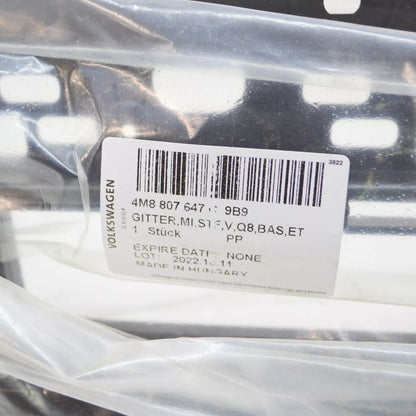 3822
VOLKSWAGEN
GROUP
4M8 807 647 9B9
GITTER,MI,ST.F,V,Q8,BAS,ET
1 Stück PP
EXPIRE DATE NONE
LOT:
MADE IN HUNGARY